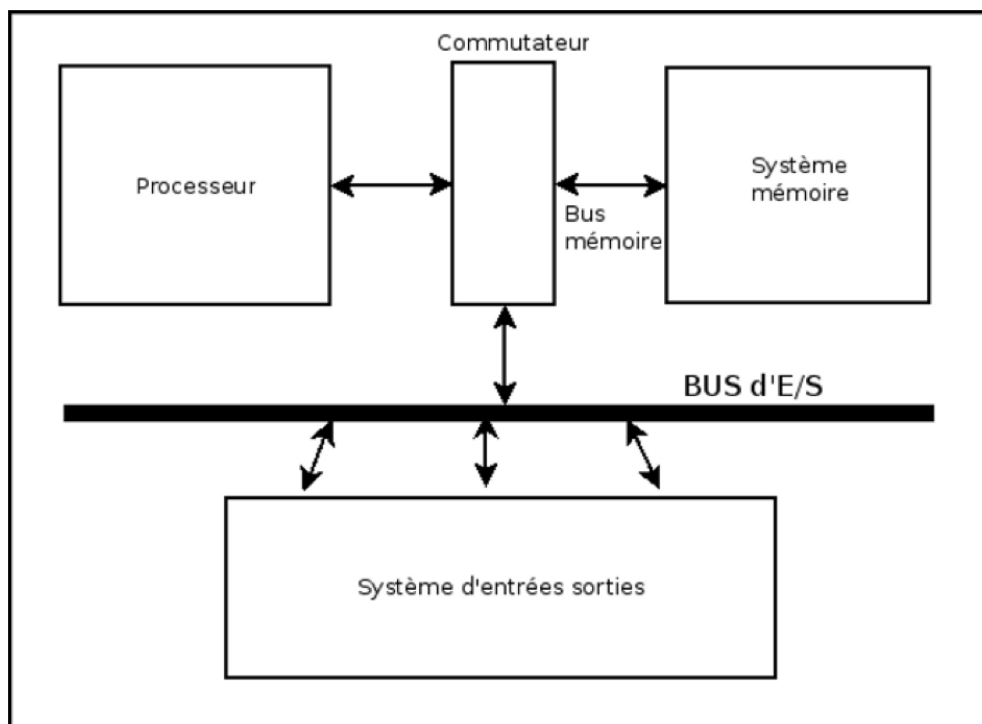 Commutateur
Processeur
Bus
mémoire
Système
mémoire
BUS d'E/S
Système d'entrées sorties